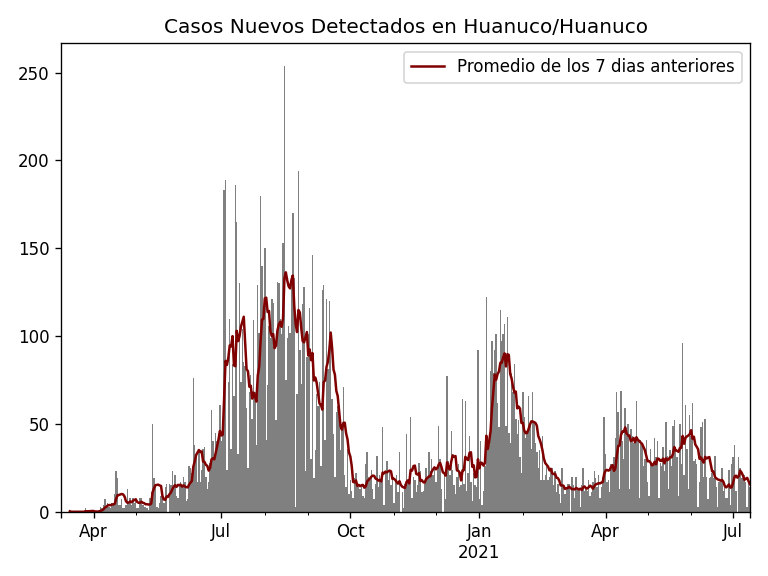 Casos Nuevos Detectados en Huanuco/Huanuco
Promedio de los 7 dias anteriores
250
200
150
100
50
0
Apr Jul Oct Jan Apr Jul
2021